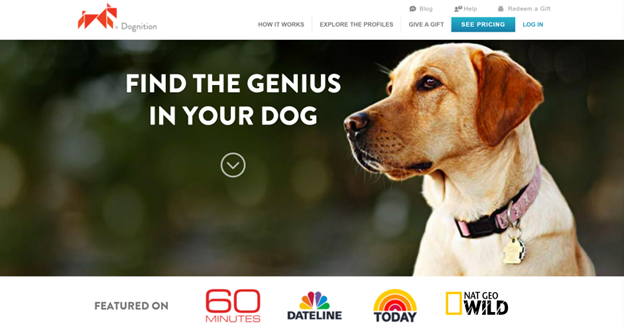 Blog Help Redeem a Gift
Dognition
HOW IT WORKS EXPLORE THE PROFILES GIVE A GIFT SEE PRICING LOG IN
FIND THE GENIUS
IN YOUR DOG
FEATURED ON
60
MINUTES
DATELINE
TODAY
NAT GEO
WILD